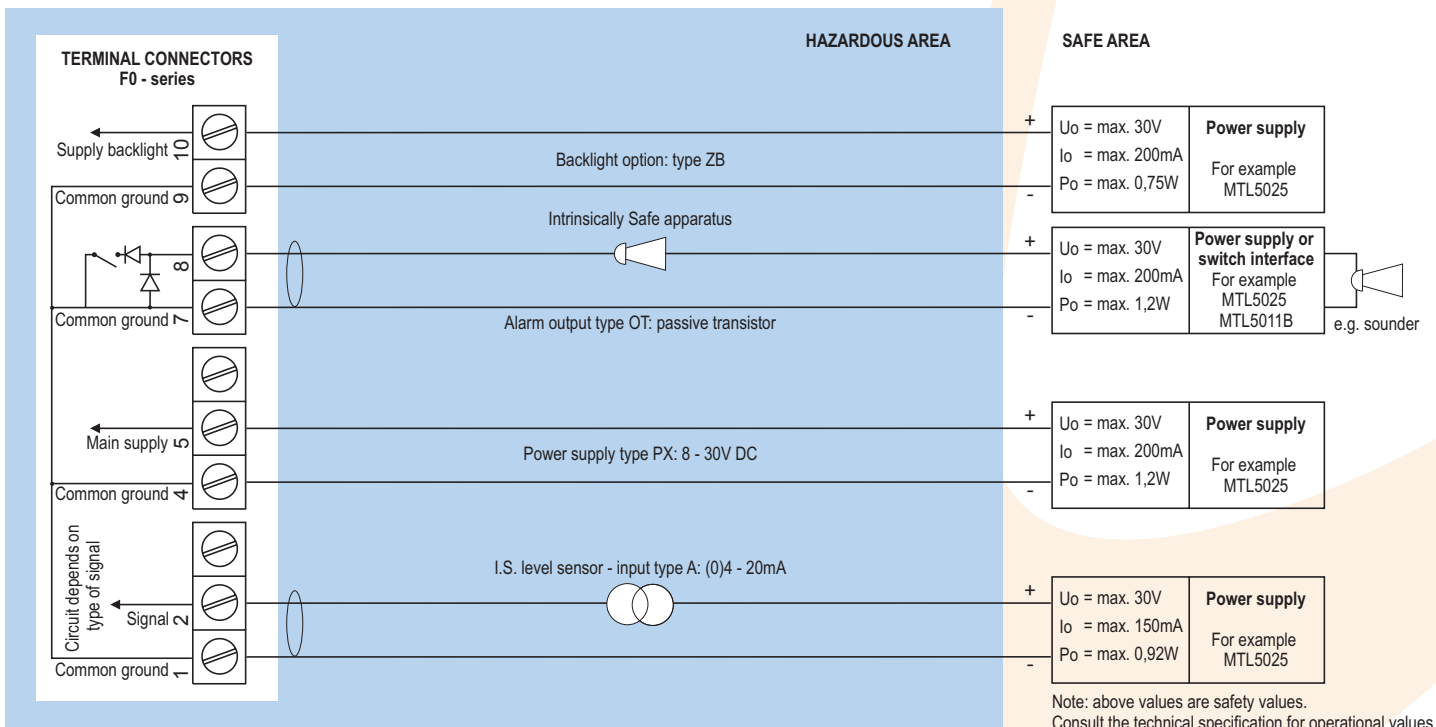 HAZARDOUS AREA
SAFE AREA
TERMINAL CONNECTORS
F0 - series
Supply backlight
10
Common ground
9
Backlight option: type ZB
+
-
Uo = max. 30V
Io = max. 200mA
Po = max. 0,75W
Power supply
For example
MTL5025
8
Common ground
7
Intrinsically Safe apparatus
Alarm output type OT: passive transistor
+
-
Uo = max. 30V
Io = max. 200mA
Po = max. 1,2W
Power supply or
switch interface
For example
MTL5025
MTL5011B
e.g. sounder
Main supply
5
Common ground
4
Power supply type PX: 8 - 30V DC
+
-
Uo = max. 30V
Io = max. 200mA
Po = max. 1,2W
Power supply
For example
MTL5025
Circuit depends on
type of signal
Signal
2
Common ground
1
I.S. level sensor - input type A: (0)4 - 20mA
+
-
Uo = max. 30V
Io = max. 150mA
Po = max. 0,92W
Power supply
For example
MTL5025
Note: above values are safety values.
Consult the technical specification for operational values